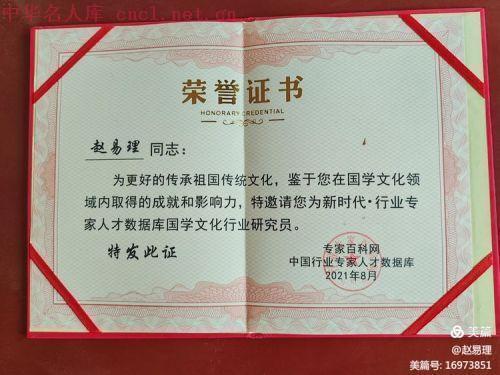 中华名人库 cncl.net.cn
荣誉证书
HONORARY CREDENTIAL
赵易理 同志：
为更好的传承祖国传统文化，鉴于您在国学文化领
域内取得的成就和影响力，特邀请您为新时代·行业专
家人才数据库国学文化行业研究员。
特发此证
专家百科网
中国行业专家人才数据库
2021年8月
美篇
@赵易理
美篇号: 16973851